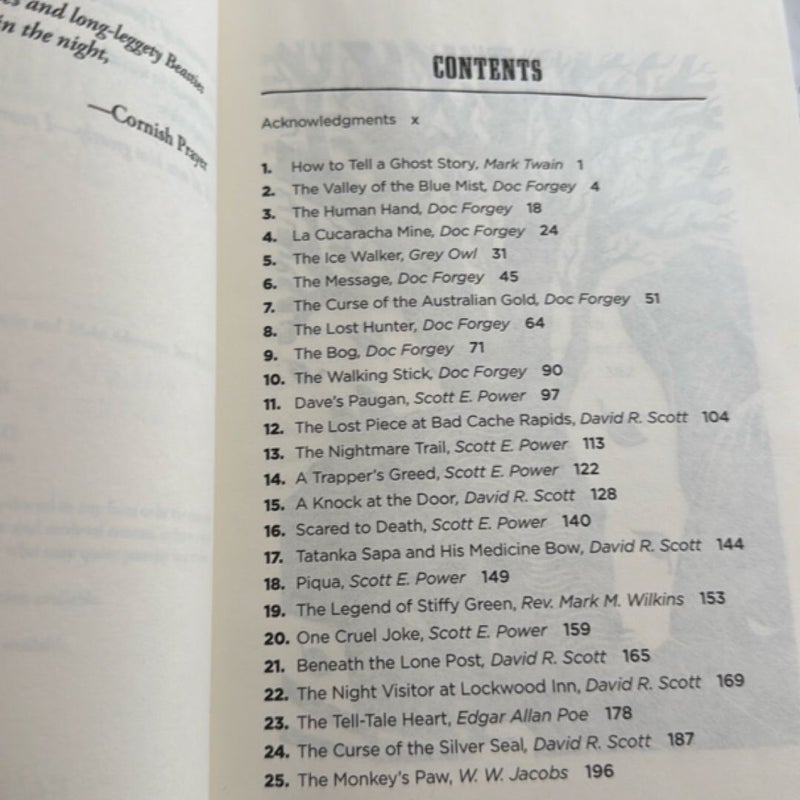 and long-leggety Beasties
in the night,
—Cornish Prayer
CONTENTS
Acknowledgments x
1. How to Tell a Ghost Story, Mark Twain 1
2. The Valley of the Blue Mist, Doc Forgey 4
3. The Human Hand, Doc Forgey 18
4. La Cucaracha Mine, Doc Forgey 24
5. The Ice Walker, Grey Owl 31
6. The Message, Doc Forgey 45
7. The Curse of the Australian Gold, Doc Forgey 51
8. The Lost Hunter, Doc Forgey 64
9. The Bog, Doc Forgey 71
10. The Walking Stick, Doc Forgey 90
11. Dave's Paugan, Scott E. Power 97
12. The Lost Piece at Bad Cache Rapids, David R. Scott 104
13. The Nightmare Trail, Scott E. Power 113
14. A Trapper's Greed, Scott E. Power 122
15. A Knock at the Door, David R. Scott 128
16. Scared to Death, Scott E. Power 140
17. Tatanka Sapa and His Medicine Bow, David R. Scott 144
18. Piqua, Scott E. Power 149
19. The Legend of Stiffy Green, Rev. Mark M. Wilkins 153
20. One Cruel Joke, Scott E. Power 159
21. Beneath the Lone Post, David R. Scott 165
22. The Night Visitor at Lockwood Inn, David R. Scott 169
23. The Tell-Tale Heart, Edgar Allan Poe 178
24. The Curse of the Silver Seal, David R. Scott 187
25. The Monkey's Paw, W. W. Jacobs 196